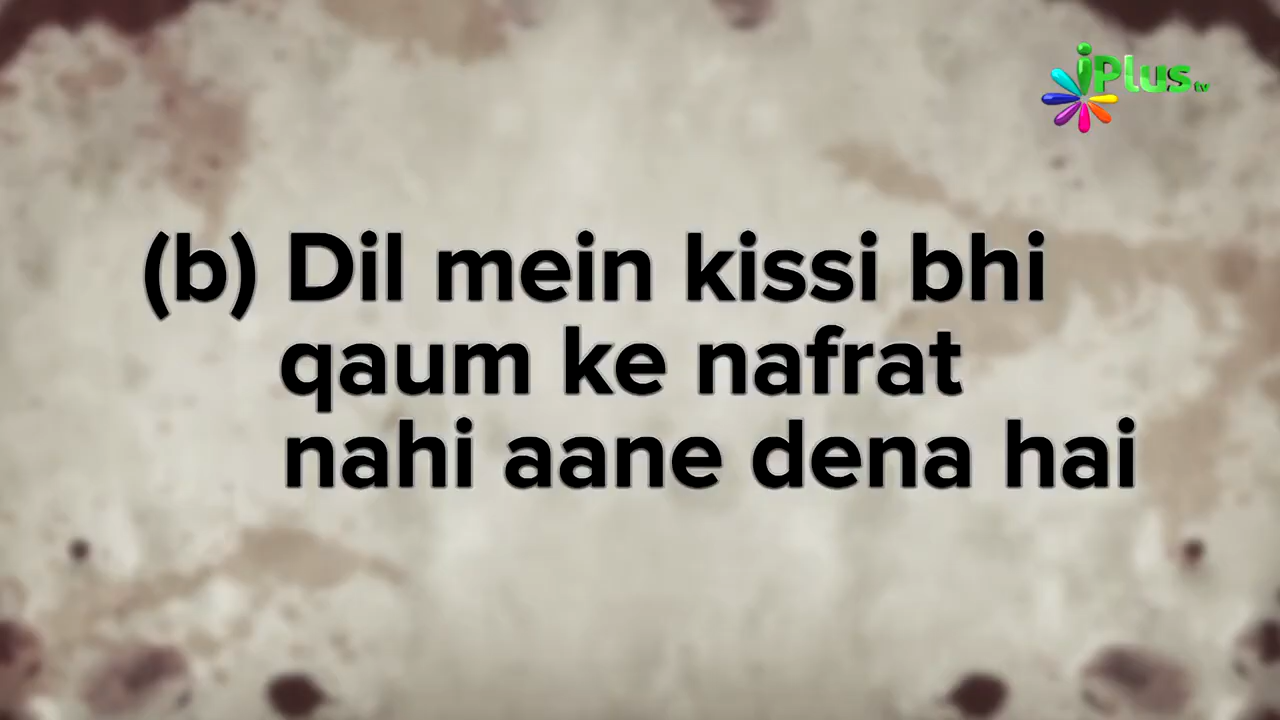 iPlus tv
(b) Dil mein kissi bhi
qaum ke nafrat
nahi aane dena hai